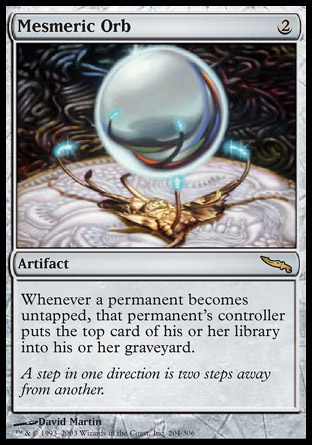 Mesmeric Orb 2
Artifact
Whenever a permanent becomes
untapped, that permanent's controller
puts the top card of his or her library
into his or her graveyard.
A step in one direction is two steps away
from another.
David Martin
™ & © 1993–2003 Wizards of the Coast, Inc. 204/306